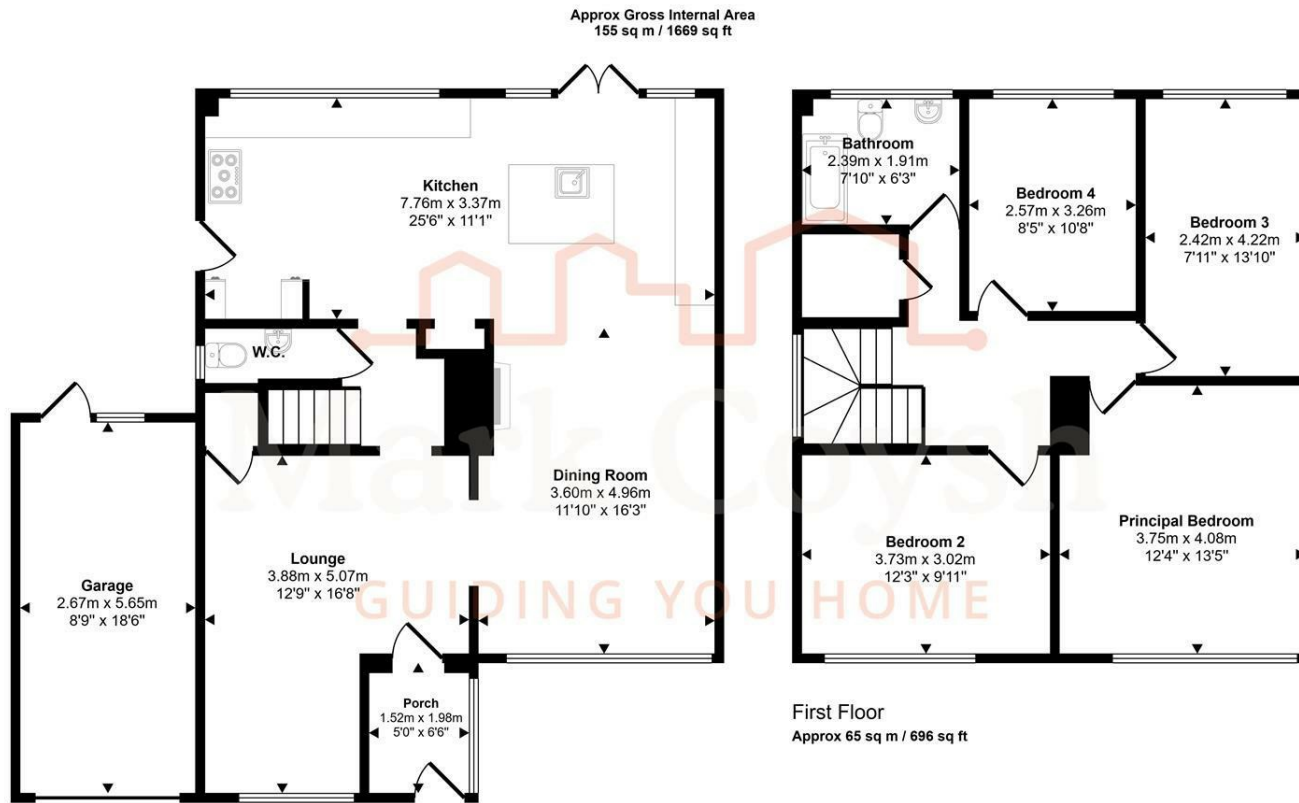 Approx Gross Internal Area
155 sq m / 1669 sq ft
Kitchen
7.76m x 3.37m
25'6" x 11'1"
W.C.
Dining Room
3.60m x 4.96m
11'10" x 16'3"
Lounge
3.88m x 5.07m
12'9" x 16'8"
Garage
2.67m x 5.65m
8'9" x 18'6"
Porch
1.52m x 1.98m
5'0" x 6'6"
Bathroom
2.39m x 1.91m
7'10" x 6'3"
Bedroom 4
2.57m x 3.26m
8'5" x 10'8"
Bedroom 3
2.42m x 4.22m
7'11" x 13'10"
Bedroom 2
3.73m x 3.02m
12'3" x 9'11"
Principal Bedroom
3.75m x 4.08m
12'4" x 13'5"
First Floor
Approx 65 sq m / 696 sq ft
Mark Coysh
GUIDING YOU HOME